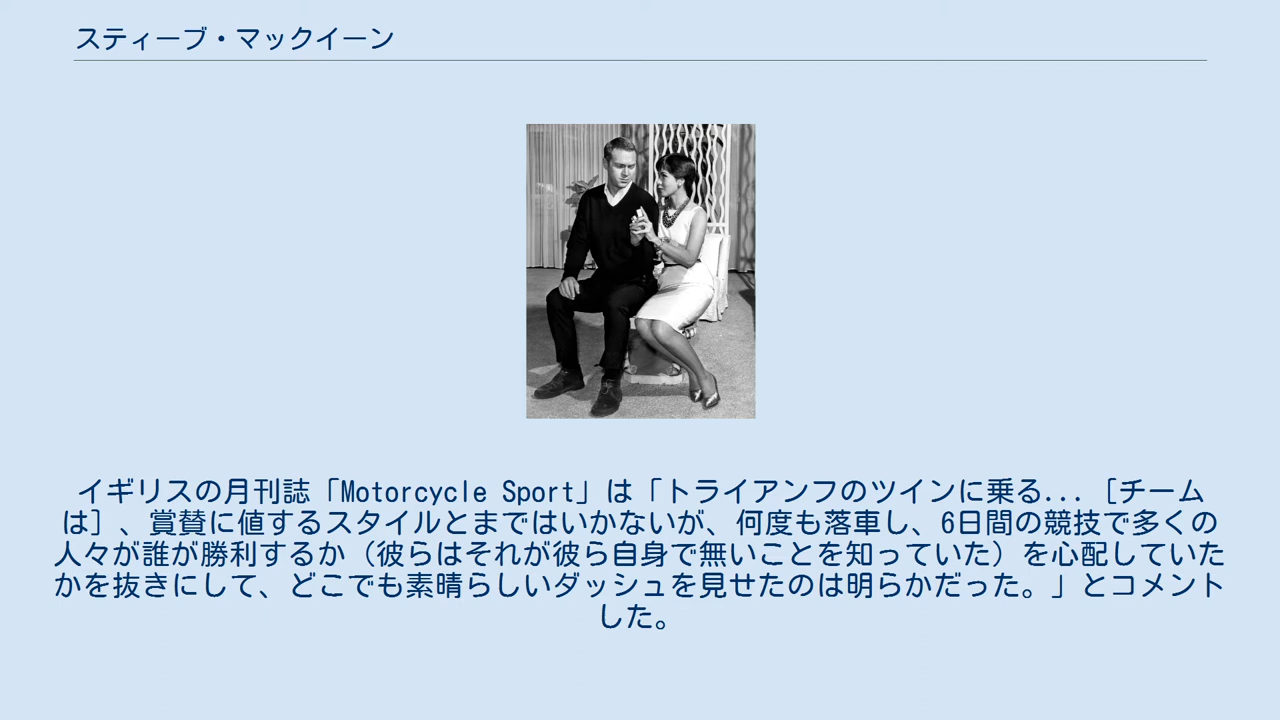 スティーブ・マックイーン
イギリスの月刊誌「Motorcycle Sport」は「トライアンフのツインに乗る... [チーム
は] 、賞賛に値するスタイルとまではいかないが、何度も落車し、6日間の競技で多くの
人々が誰が勝利するか（彼らはそれが彼ら自身で無いことを知っていた）を心配していた
かを抜きにして、どこでも素晴らしいダッシュを見せたのは明らかだった。」とコメント
した。